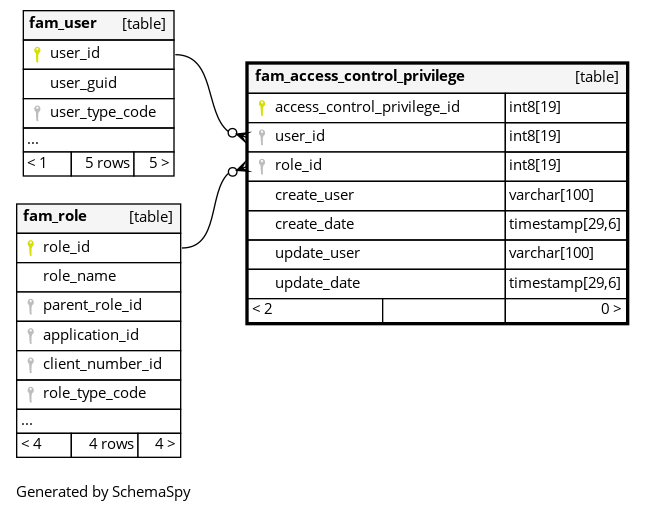 fam_user [table]
user_id
user_guid
user_type_code
...
< 1 5 rows 5 >
fam_access_control_privilege [table]
access_control_privilege_id int8[19]
user_id int8[19]
role_id int8[19]
create_user varchar[100]
create_date timestamp[29,6]
update_user varchar[100]
update_date timestamp[29,6]
< 2 0 >
fam_role [table]
role_id
role_name
parent_role_id
application_id
client_number_id
role_type_code
...
< 4 4 rows 4 >
Generated by SchemaSpy